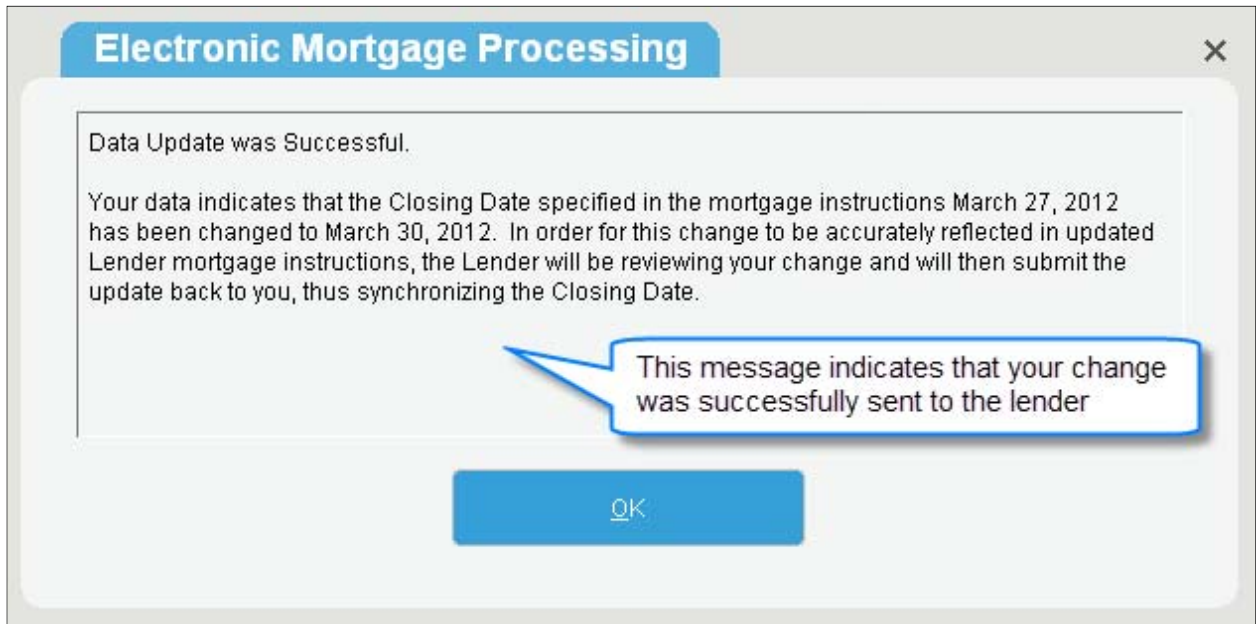 Electronic Mortgage Processing
Data Update was Successful.
Your data indicates that the Closing Date specified in the mortgage instructions March 27, 2012
has been changed to March 30, 2012. In order for this change to be accurately reflected in updated
Lender mortgage instructions, the Lender will be reviewing your change and will then submit the
update back to you, thus synchronizing the Closing Date.
This message indicates that your change
was successfully sent to the lender
OK